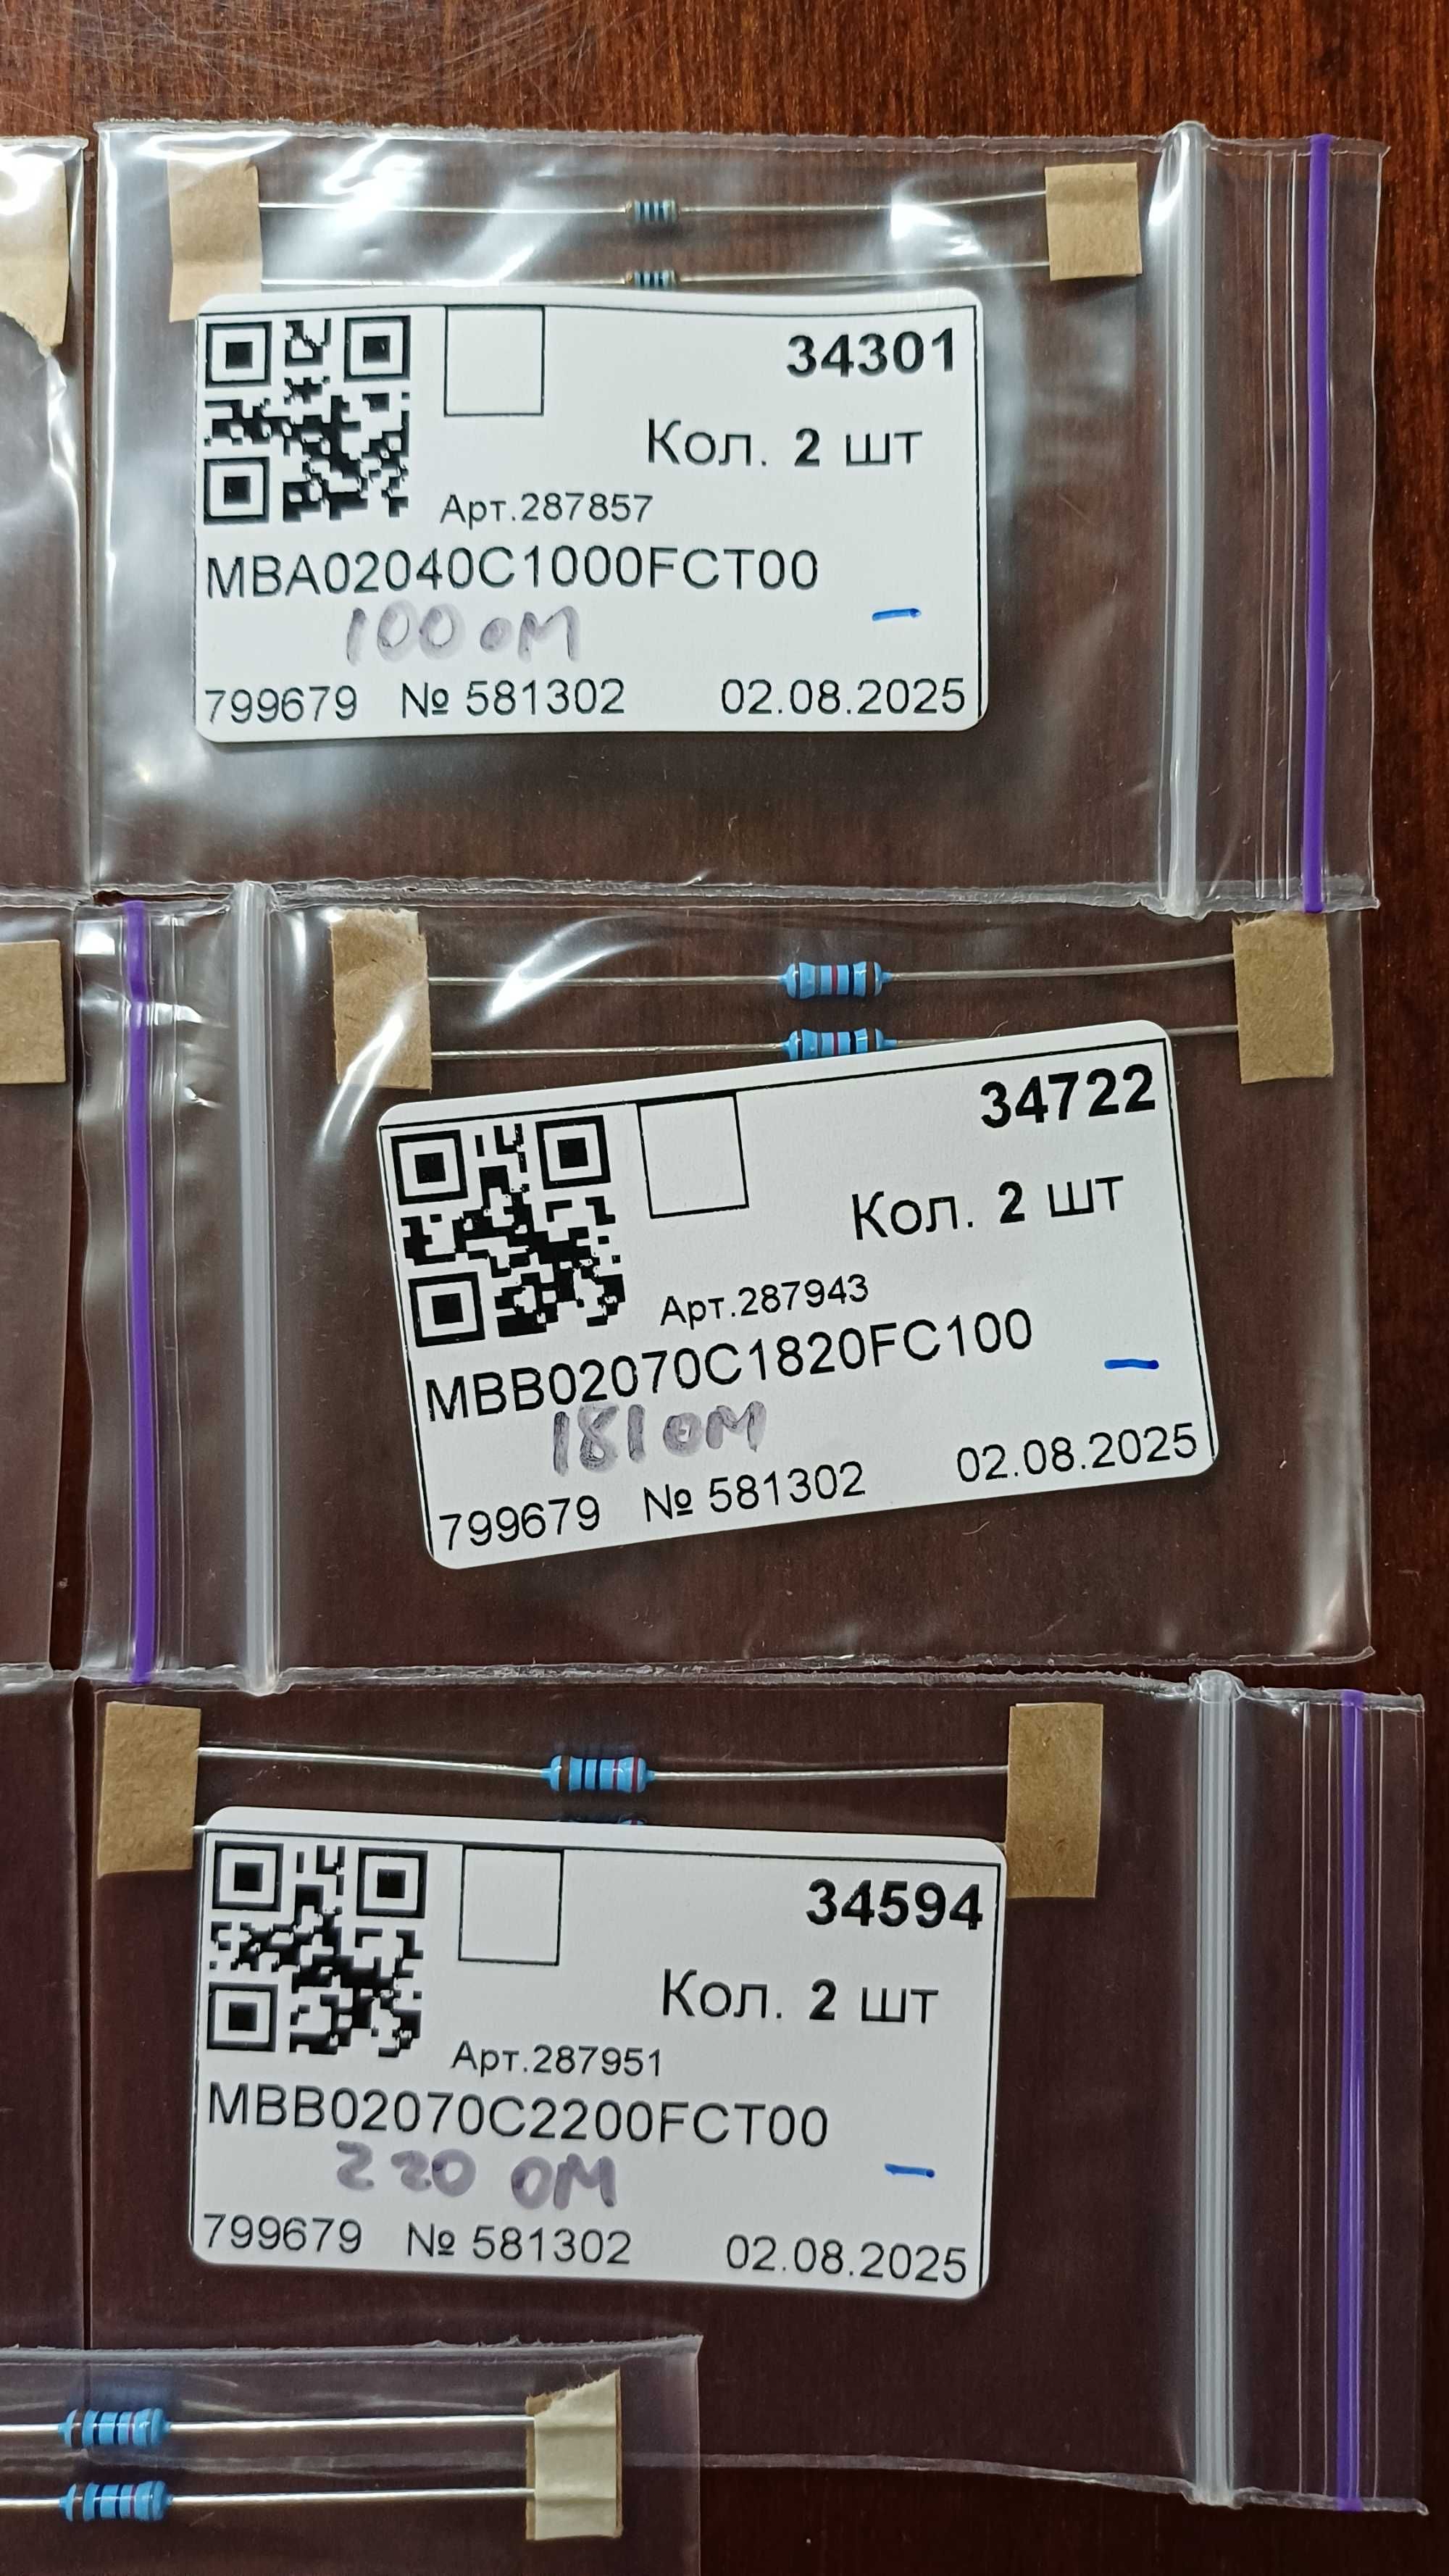 34301
Кол. 2 шт
Арт.287857
MBA02040C1000FCT00
100 ом
799679 № 581302 02.08.2025
34722
Кол. 2 шт
Арт.287943
MBB02070C1820FC100
181 ом
799679 № 581302 02.08.2025
34594
Кол. 2 шт
Арт.287951
MBB02070C2200FCT00
220 ом
799679 № 581302 02.08.2025